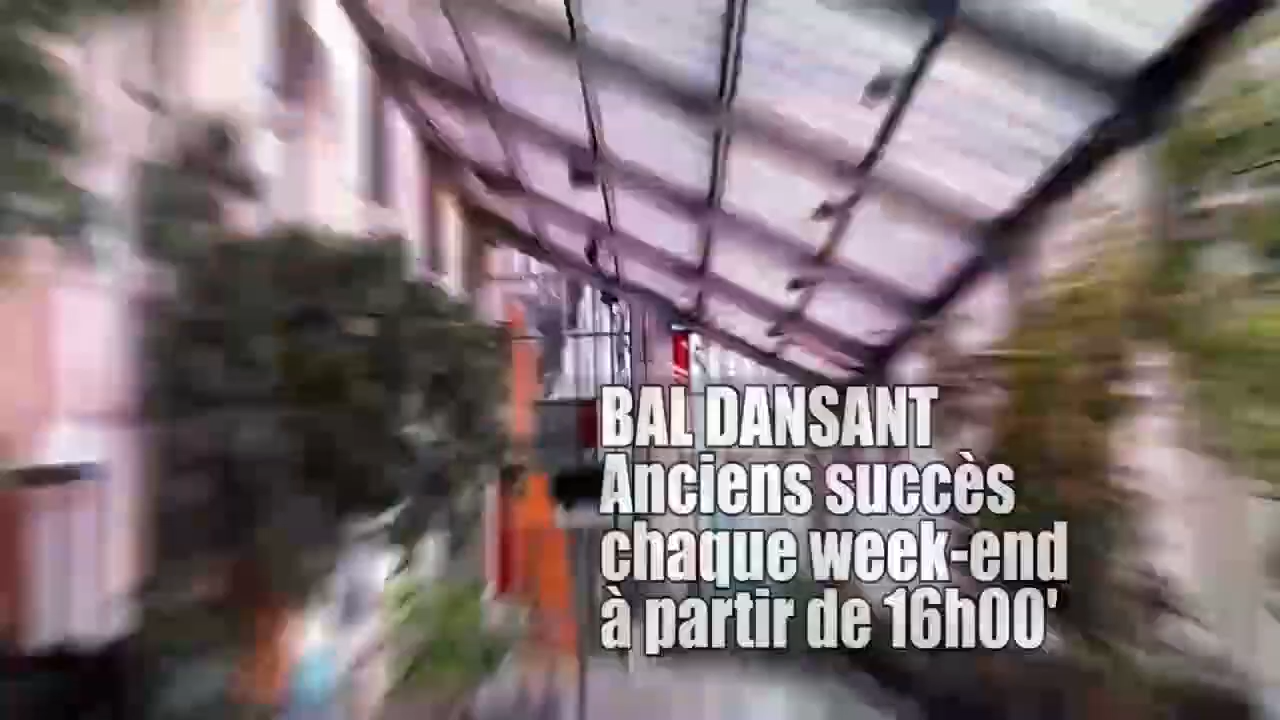 BAL DANSANT
Anciens succès
chaque week-end
à partir de 16h00'